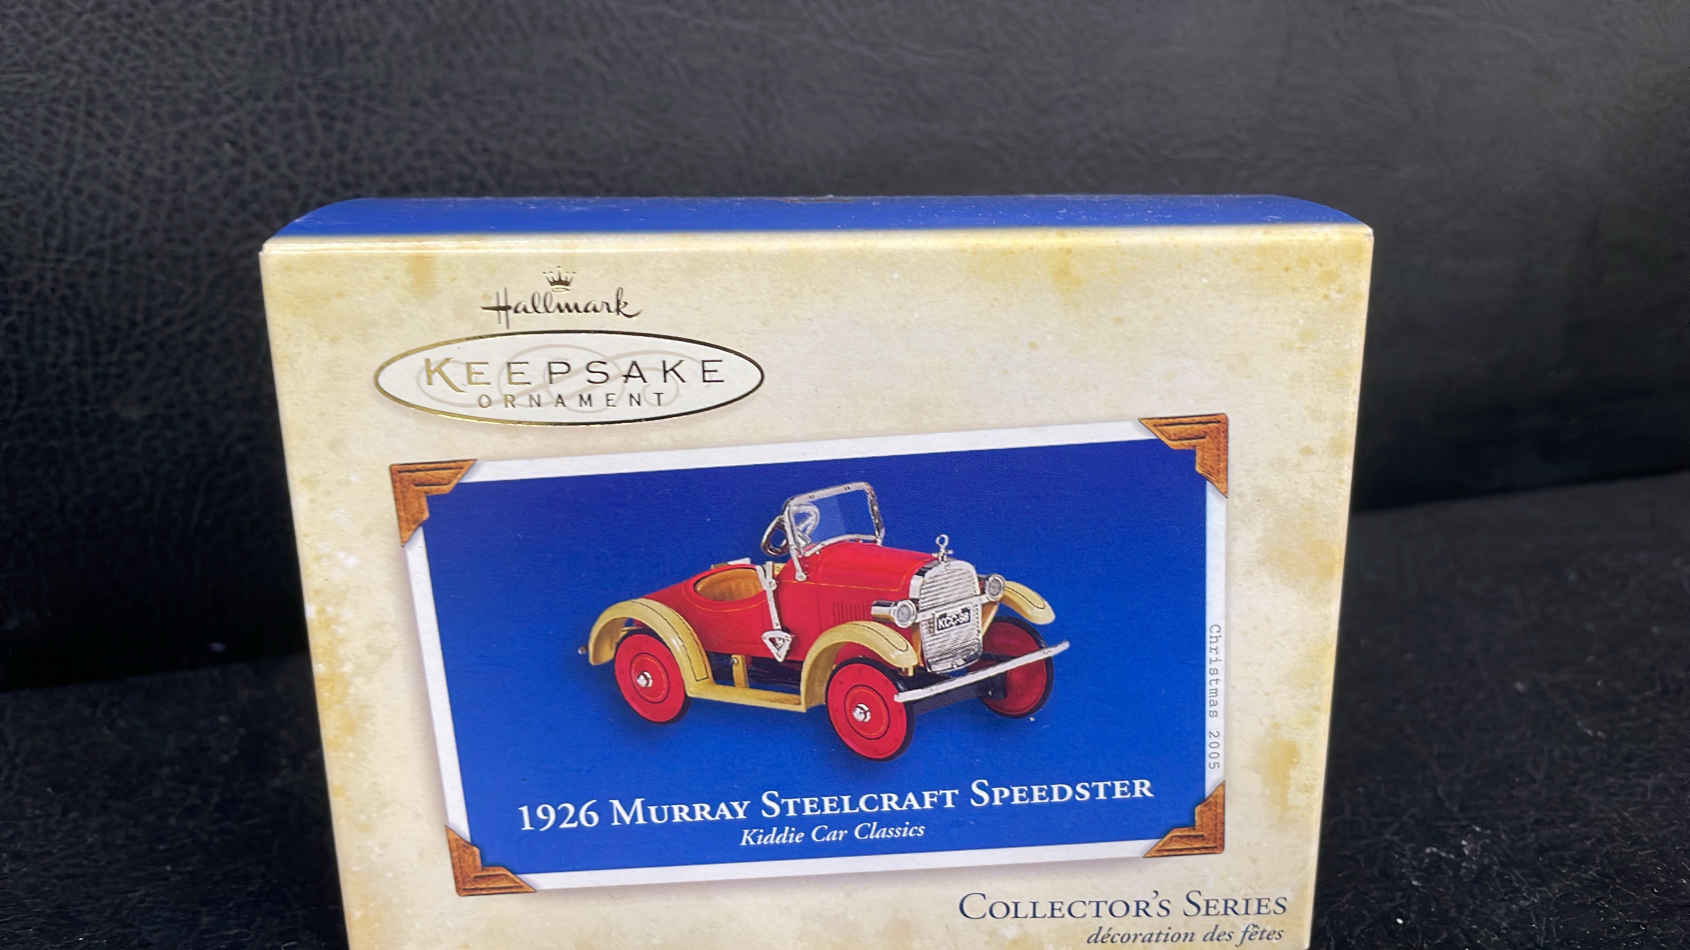 Hallmark
KEEPSAKE
ORNAMENT
Christmas 2005
1926 MURRAY STEELCRAFT SPEEDSTER
Kiddie Car Classics
COLLECTOR'S SERIES
décoration des fêtes